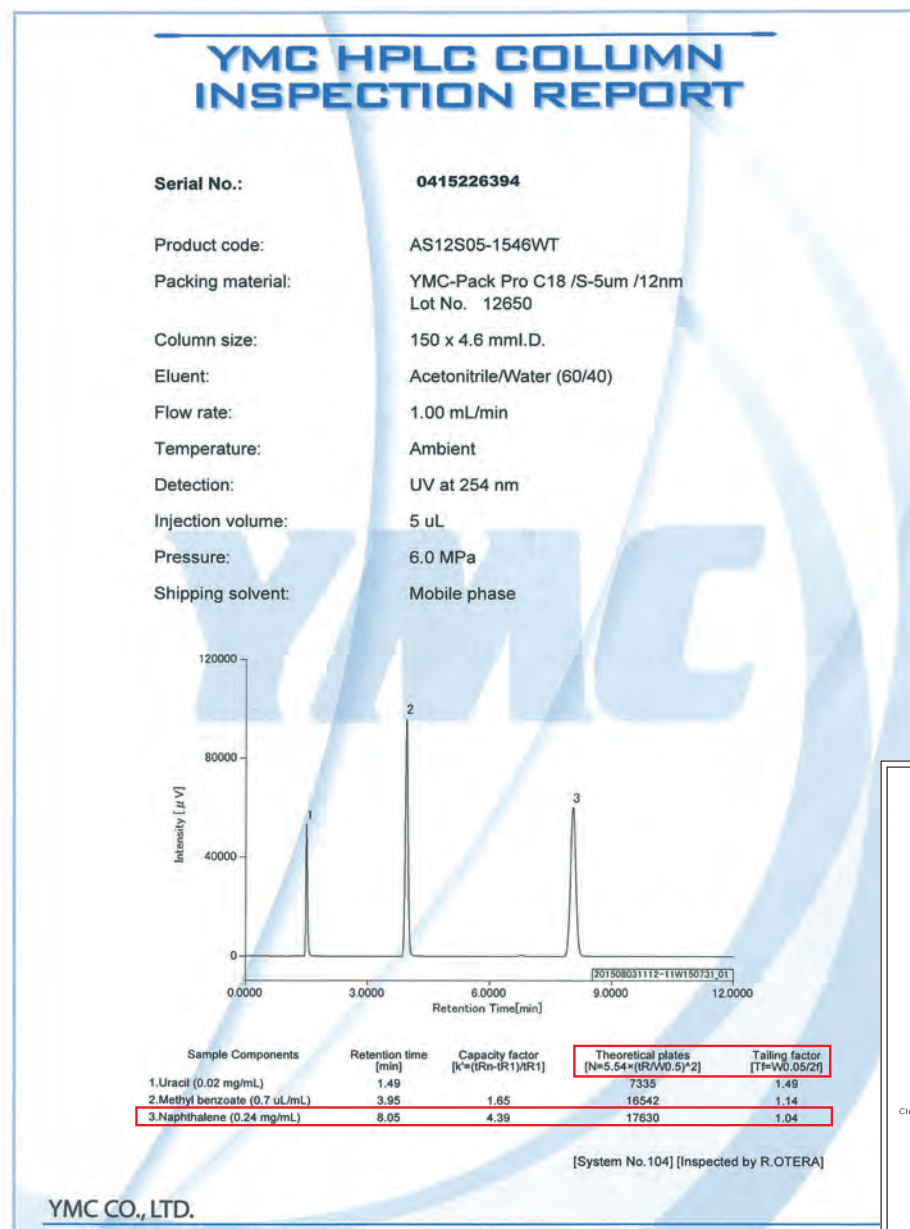 YMC HPLC COLUMN
INSPECTION REPORT
Serial No.: 0415226394
Product code: AS12S05-1546WT
Packing material: YMC-Pack Pro C18 /S-5um /12nm
Lot No. 12650
Column size: 150 x 4.6 mmI.D.
Eluent: Acetonitrile/Water (60/40)
Flow rate: 1.00 mL/min
Temperature: Ambient
Detection: UV at 254 nm
Injection volume: 5 uL
Pressure: 6.0 MPa
Shipping solvent: Mobile phase
YMC
120000
80000
40000
0
Intensity [μV]
1
2
3
201508031112-11W150731_01
0.0000 3.0000 6.0000 9.0000 12.0000
Retention Time[min]
Sample Components Retention time Capacity factor Theoretical plates Tailing factor
[min] [k'=(tRn-tR1)/tR1] [N=5.54×(tR/W0.5)^2] [Tf=W0.05/2f]
1.Uracil (0.02 mg/mL) 1.49 7335 1.49
2.Methyl benzoate (0.7 uL/mL) 3.95 1.65 16542 1.14
3.Naphthalene (0.24 mg/mL) 8.05 4.39 17630 1.04
[System No.104] [Inspected by R.OTERA]
YMC CO., LTD.